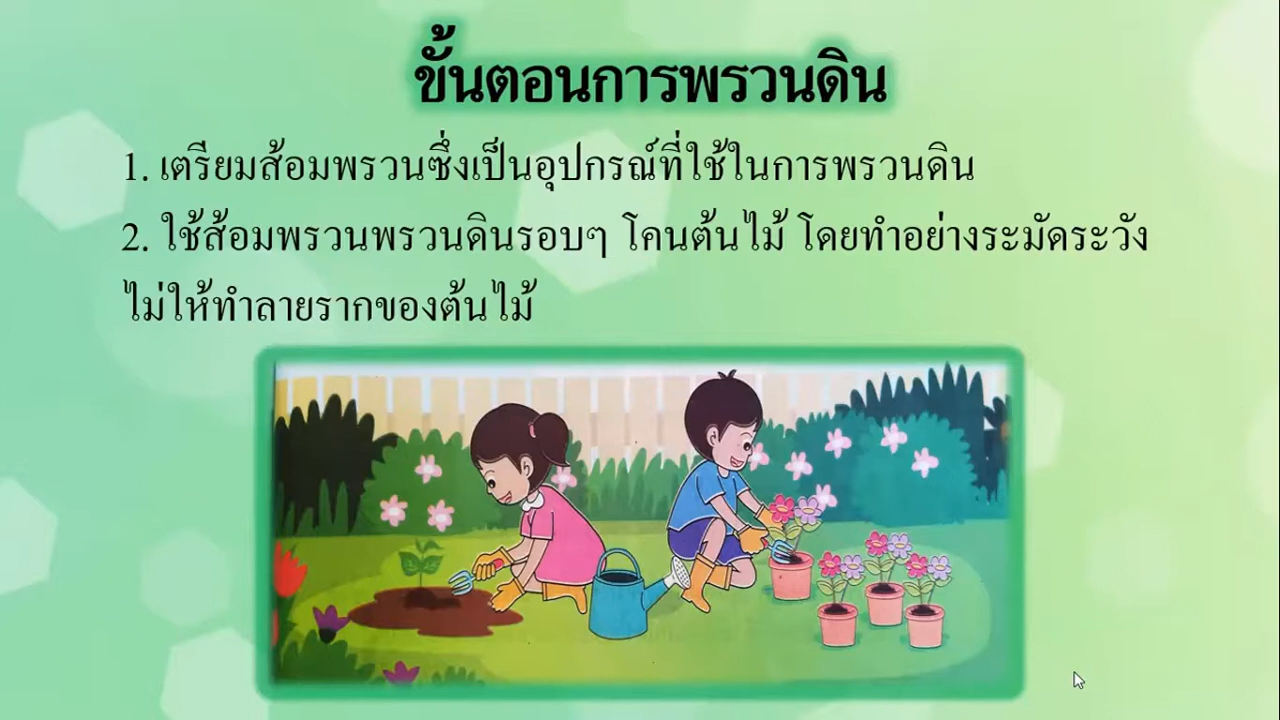 ขั้นตอนการพรวนดิน
1. เตรียมส้อมพรวนซึ่งเป็นอุปกรณ์ที่ใช้ในการพรวนดิน
2. ใช้ส้อมพรวนพรวนดินรอบๆ โคนต้นไม้ โดยทำอย่างระมัดระวัง
ไม่ให้ทำลายรากของต้นไม้